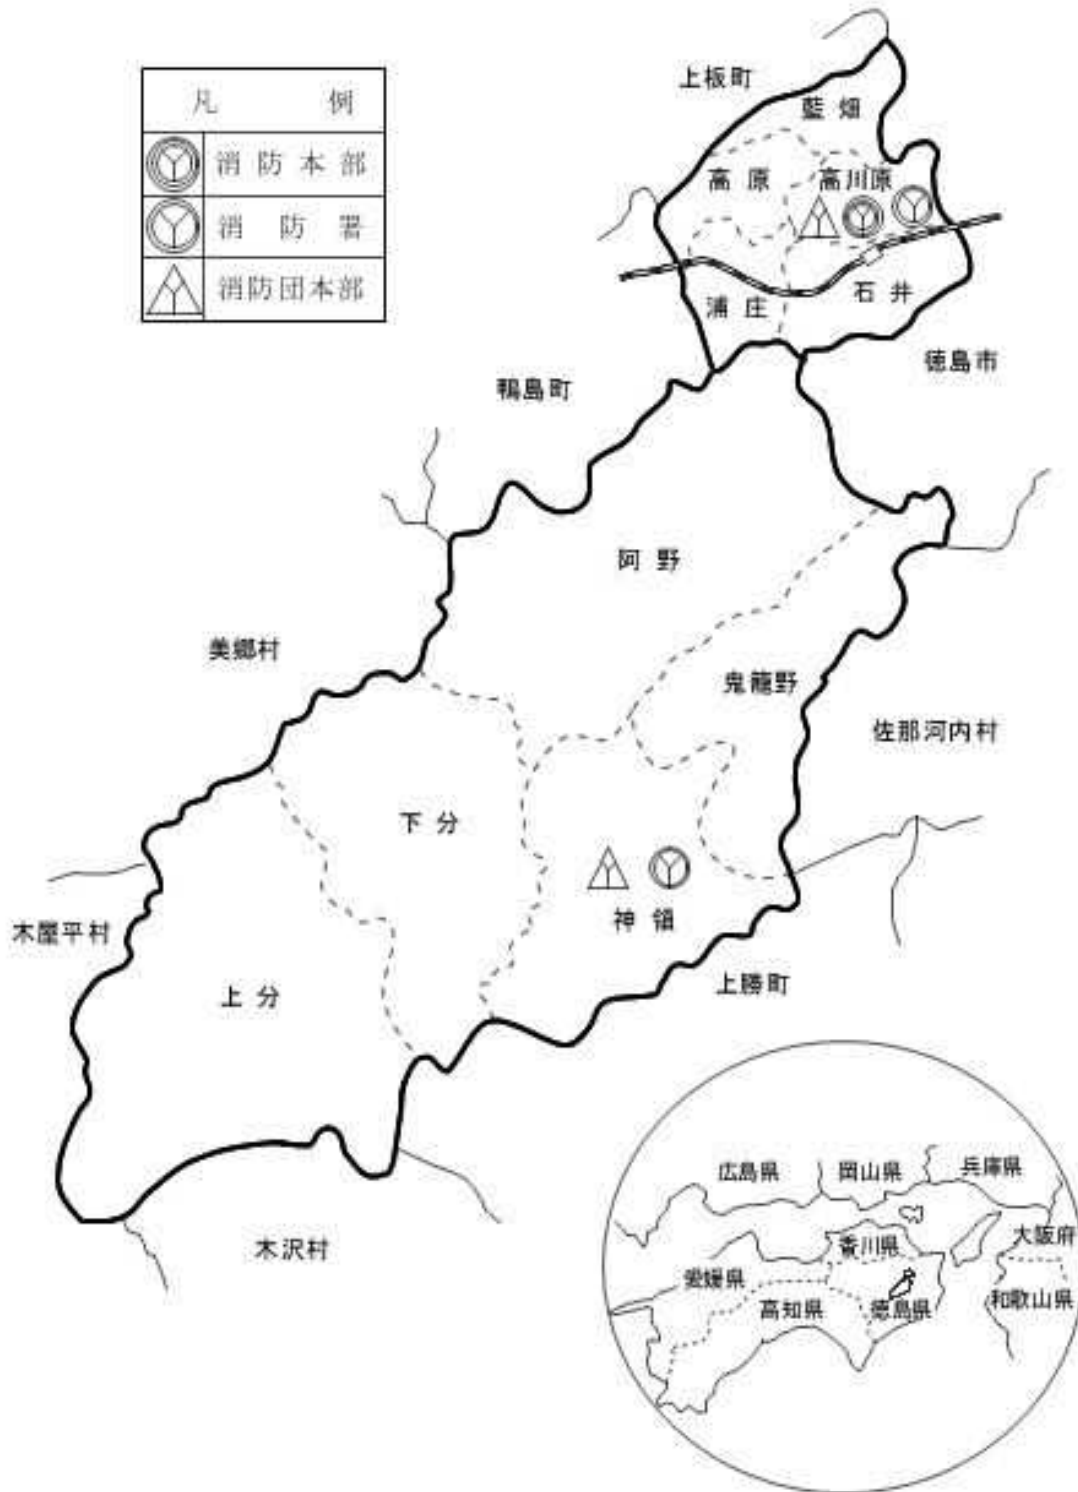 凡 例
消防本部
消防署
消防団本部
上板町
藍畑
高原
高川原
浦庄
石井
徳島市
鴨島町
阿野
美郷村
鬼籠野
佐那河内村
下分
神領
木屋平村
上分
上勝町
木沢村
広島県
岡山県
兵庫県
香川県
大阪府
愛媛県
高知県
徳島県
和歌山県